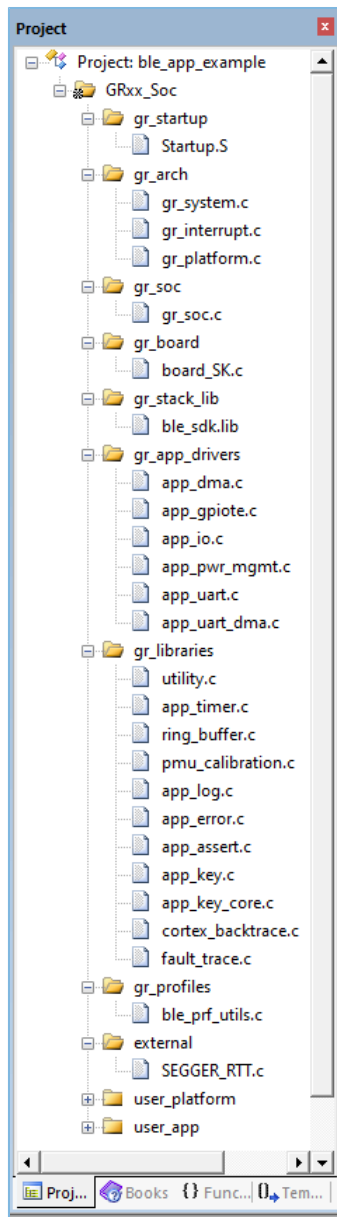 Project
Project: ble_app_example
GRxx_Soc
gr_startup
Startup.S
gr_arch
gr_system.c
gr_interrupt.c
gr_platform.c
gr_soc
gr_soc.c
gr_board
board_SK.c
gr_stack_lib
ble_sdk.lib
gr_app_drivers
app_dma.c
app_gpiote.c
app_io.c
app_pwr_mgmt.c
app_uart.c
app_uart_dma.c
gr_libraries
utility.c
app_timer.c
ring_buffer.c
pmu_calibration.c
app_log.c
app_error.c
app_assert.c
app_key.c
app_key_core.c
cortex_backtrace.c
fault_trace.c
gr_profiles
ble_prf_utils.c
external
SEGGER_RTT.c
user_platform
user_app
Proj... Books {} Func... Tem...